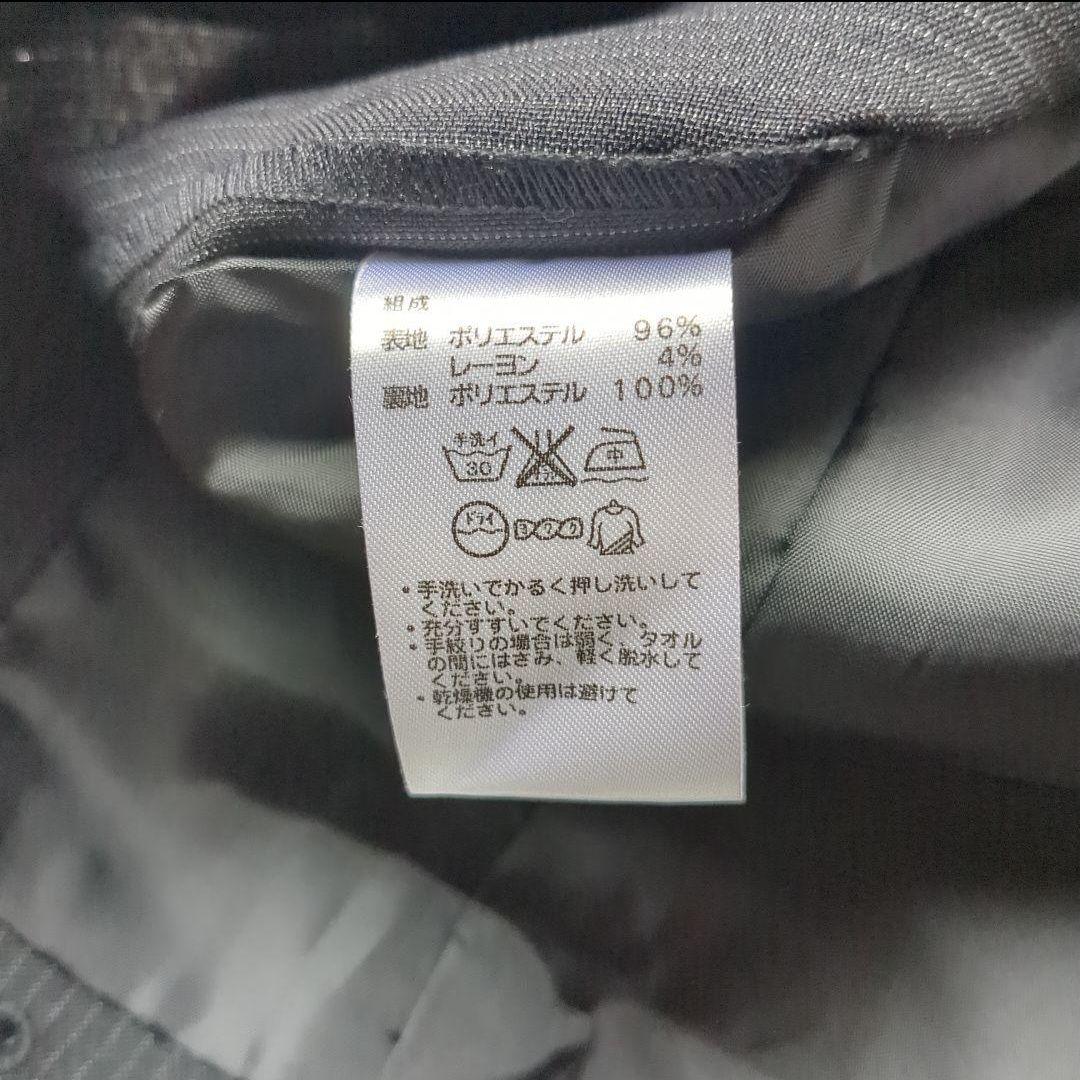 組成
表地 ポリエステル 96%
レーヨン 4%
裏地 ポリエステル 100%
手洗イ 30 中
ドライ ヨワク
・手洗いでかるく押し洗いして
ください。
・充分すすいでください。
・手絞りの場合は弱く、タオル
の間にはさみ、軽く脱水して
ください。
・乾燥機の使用は避けて
ください。